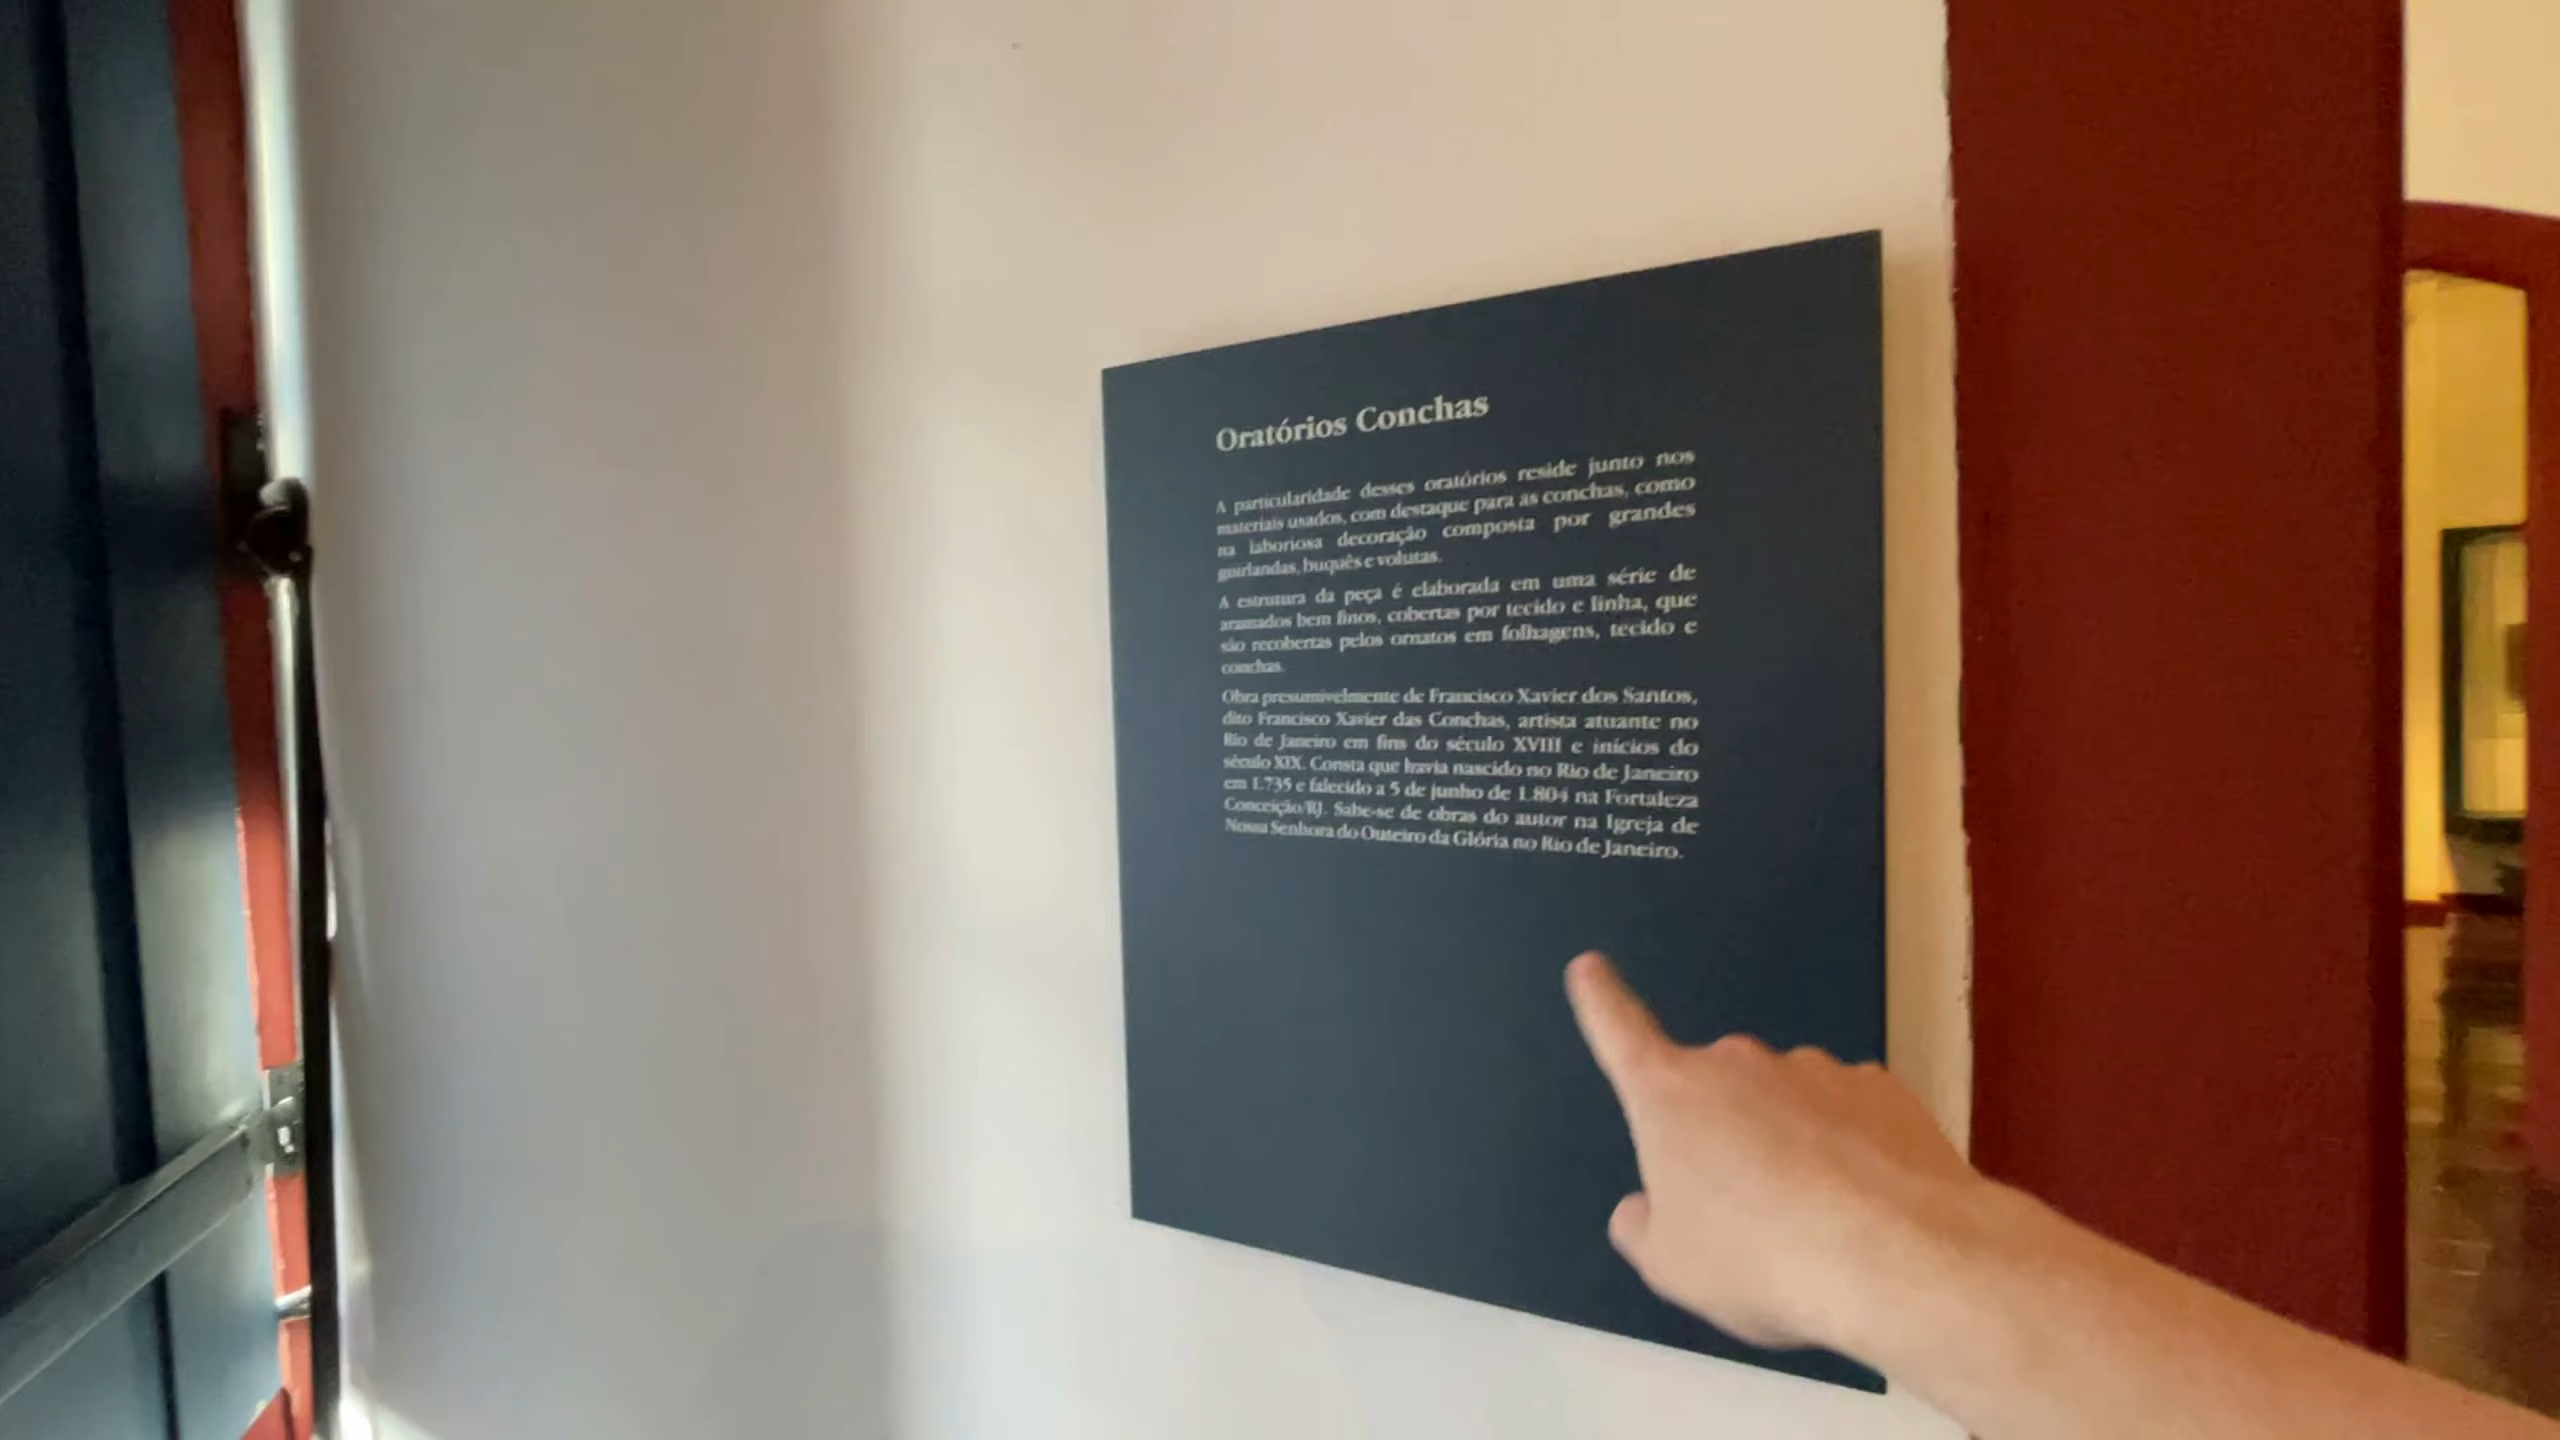 Oratórios Conchas
A particularidade desses oratórios reside junto nos
materiais usados, com destaque para as conchas, como
na laboriosa decoração composta por grandes
guirlandas, buquês e volutas.
A estrutura da peça é elaborada em uma série de
aramados bem finos, cobertas por tecido e linha, que
são recobertas pelos ornatos em folhagens, tecido e
conchas.
Obra presumivelmente de Francisco Xavier dos Santos,
dito Francisco Xavier das Conchas, artista atuante no
Rio de Janeiro em fins do século XVIII e inícios do
século XIX. Consta que havia nascido no Rio de Janeiro
em 1.735 e falecido a 5 de junho de 1.804 na Fortaleza
Conceição/RJ. Sabe-se de obras do autor na Igreja de
Nossa Senhora do Outeiro da Glória no Rio de Janeiro.